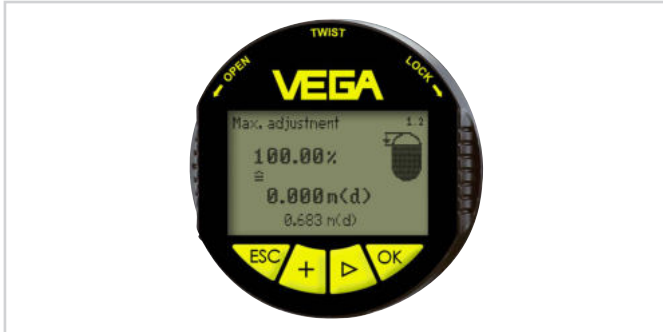 TWIST
OPEN
LOCK
VEGA
Max. adjustment 1.2
100.00%
≙
0.000m(d)
0.683 m(d)
ESC + ▷ OK